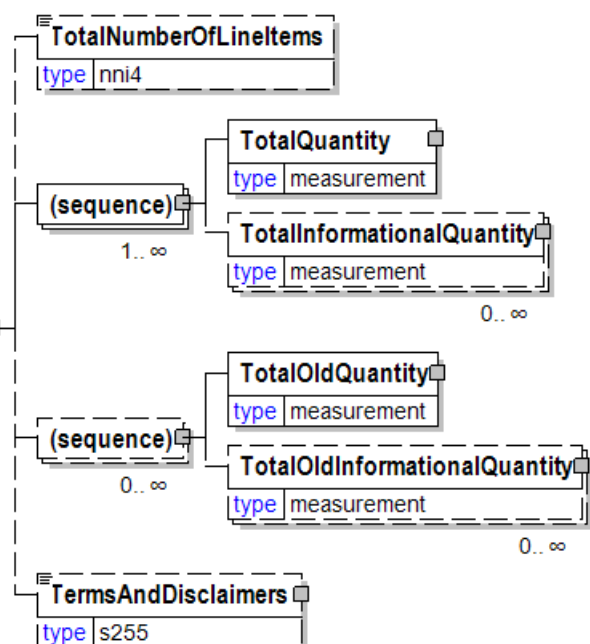 TotalNumberOfLineItems
type nni4
TotalQuantity
type measurement
(sequence)
1.. ∞
TotalInformationalQuantity
type measurement
0.. ∞
TotalOldQuantity
type measurement
(sequence)
0.. ∞
TotalOldInformationalQuantity
type measurement
0.. ∞
TermsAndDisclaimers
type s255